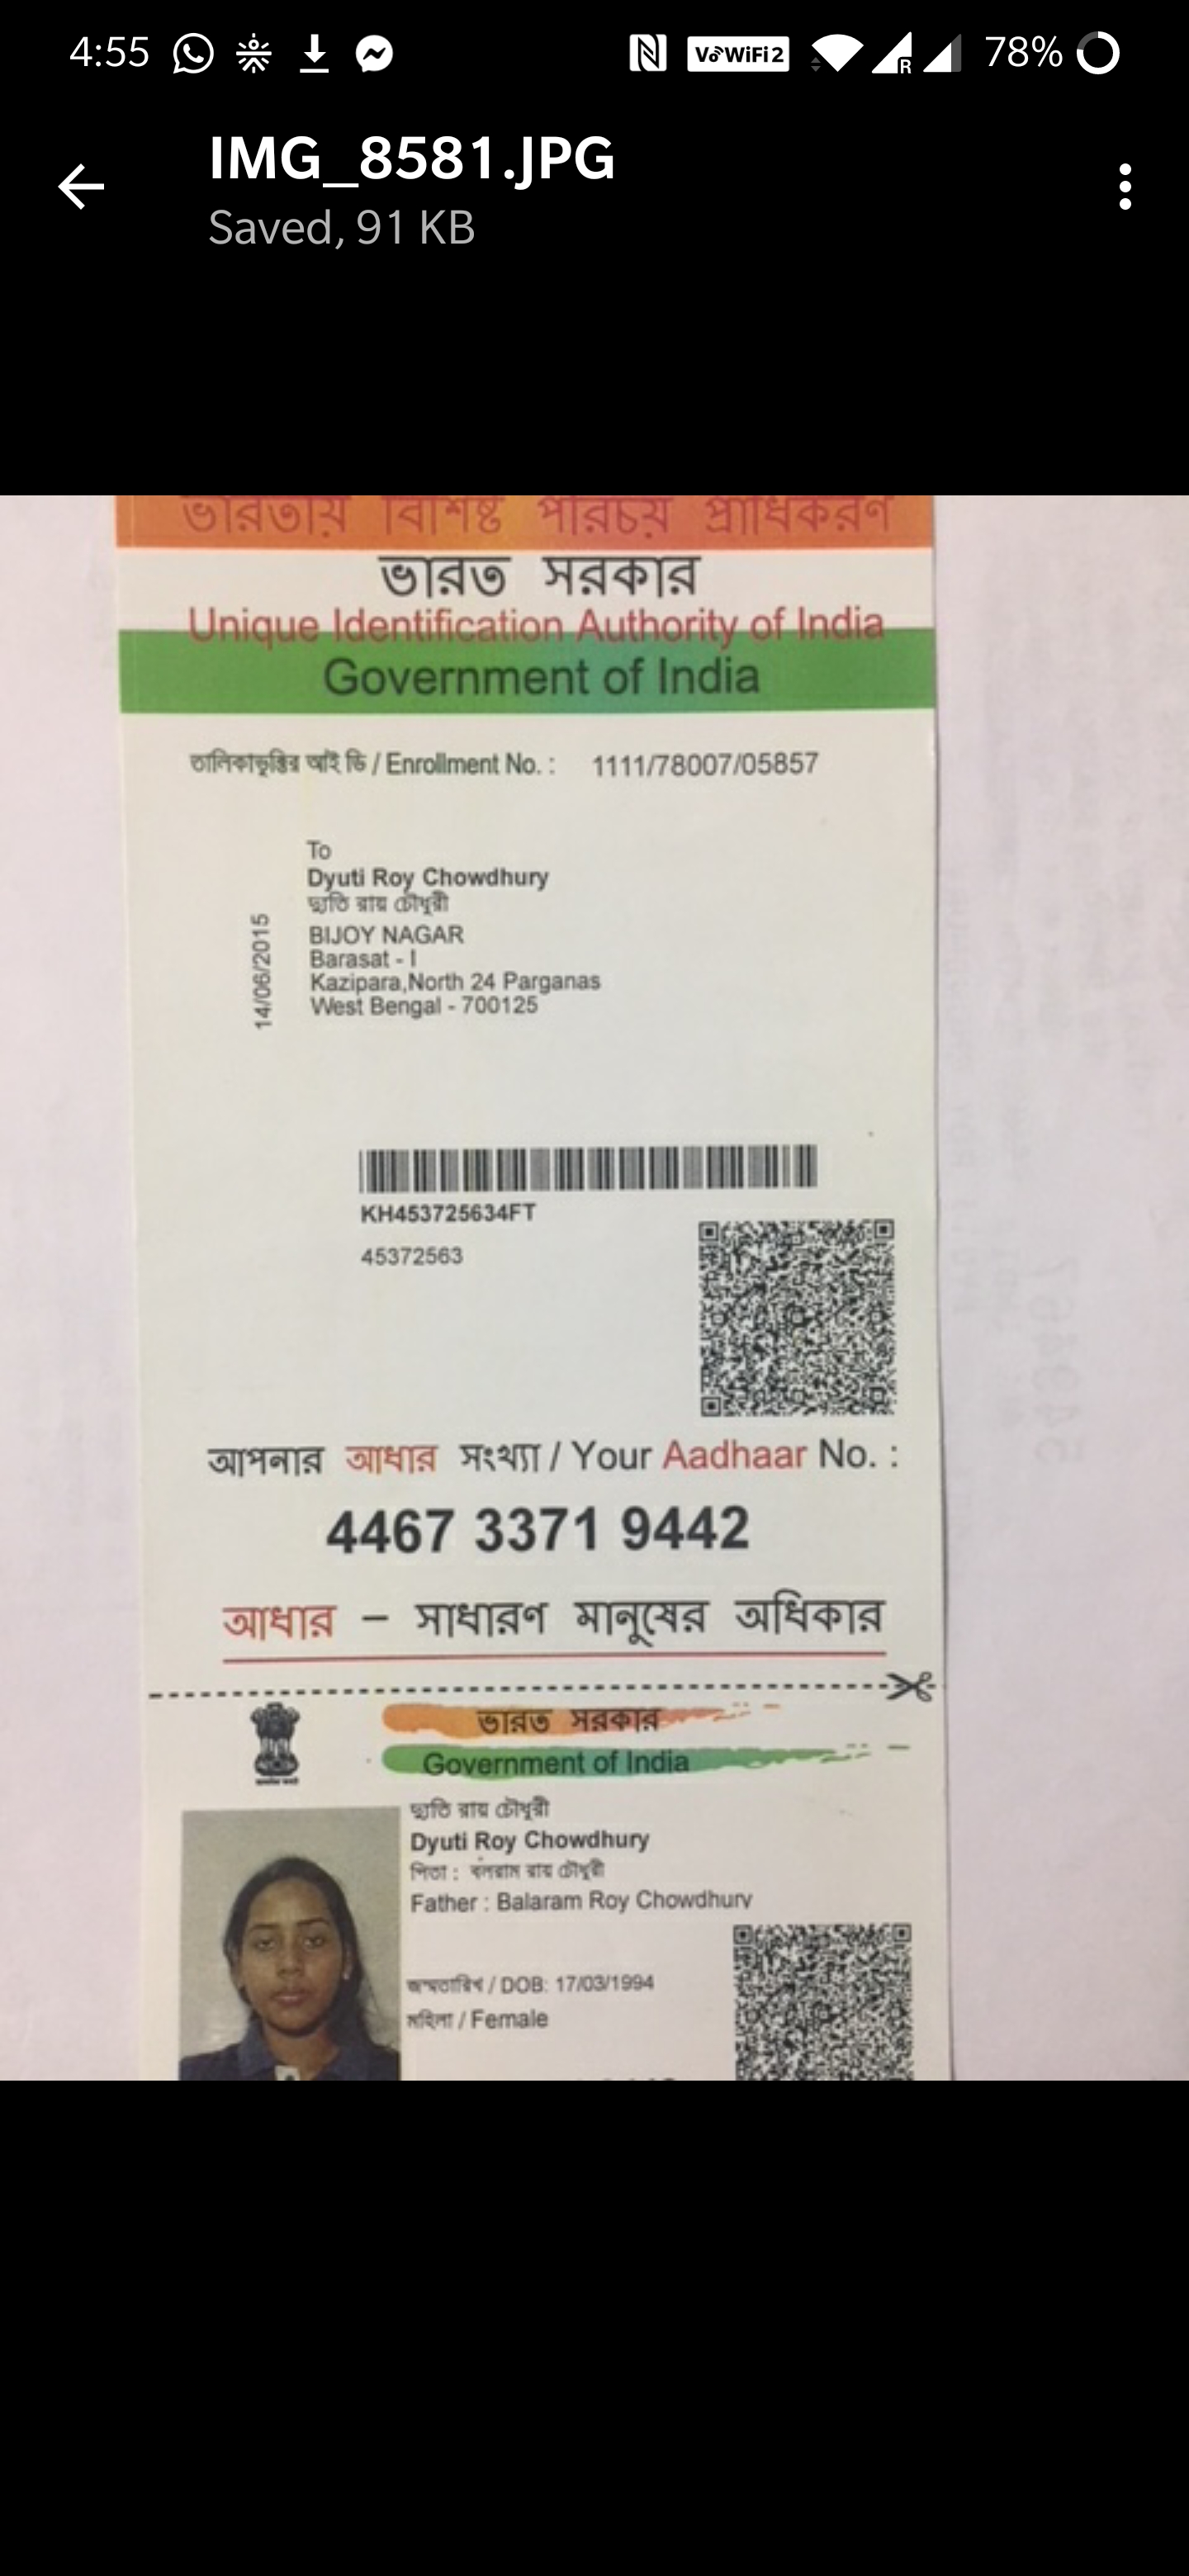 4:55 VoWiFi 2 R 78%
IMG_8581.JPG
Saved, 91 KB
ভারতীয় বিশিষ্ট পরিচয় প্রাধিকরণ
ভারত সরকার
Unique Identification Authority of India
Government of India
তালিকাভুক্তির আই ডি / Enrollment No. : 1111/78007/05857
14/06/2015
To
Dyuti Roy Chowdhury
দ্যুতি রায় চৌধুরী
BIJOY NAGAR
Barasat - I
Kazipara,North 24 Parganas
West Bengal - 700125
KH453725634FT
45372563
আপনার আধার সংখ্যা / Your Aadhaar No. :
4467 3371 9442
আধার – সাধারণ মানুষের অধিকার
ভারত সরকার
Government of India
দ্যুতি রায় চৌধুরী
Dyuti Roy Chowdhury
পিতা : বলরাম রায় চৌধুরী
Father : Balaram Roy Chowdhury
জন্মতারিখ / DOB: 17/03/1994
মহিলা / Female